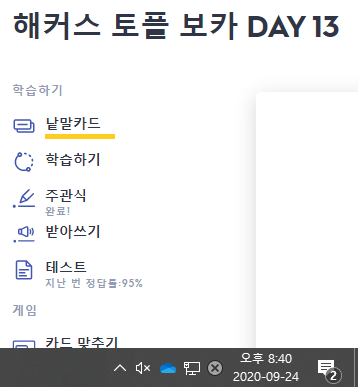 해커스 토플 보카 DAY 13
학습하기
낱말카드
학습하기
주관식
완료!
받아쓰기
테스트
지난 번 정답률:95%
게임
카드 맞추기
오후 8:40
2020-09-24
2